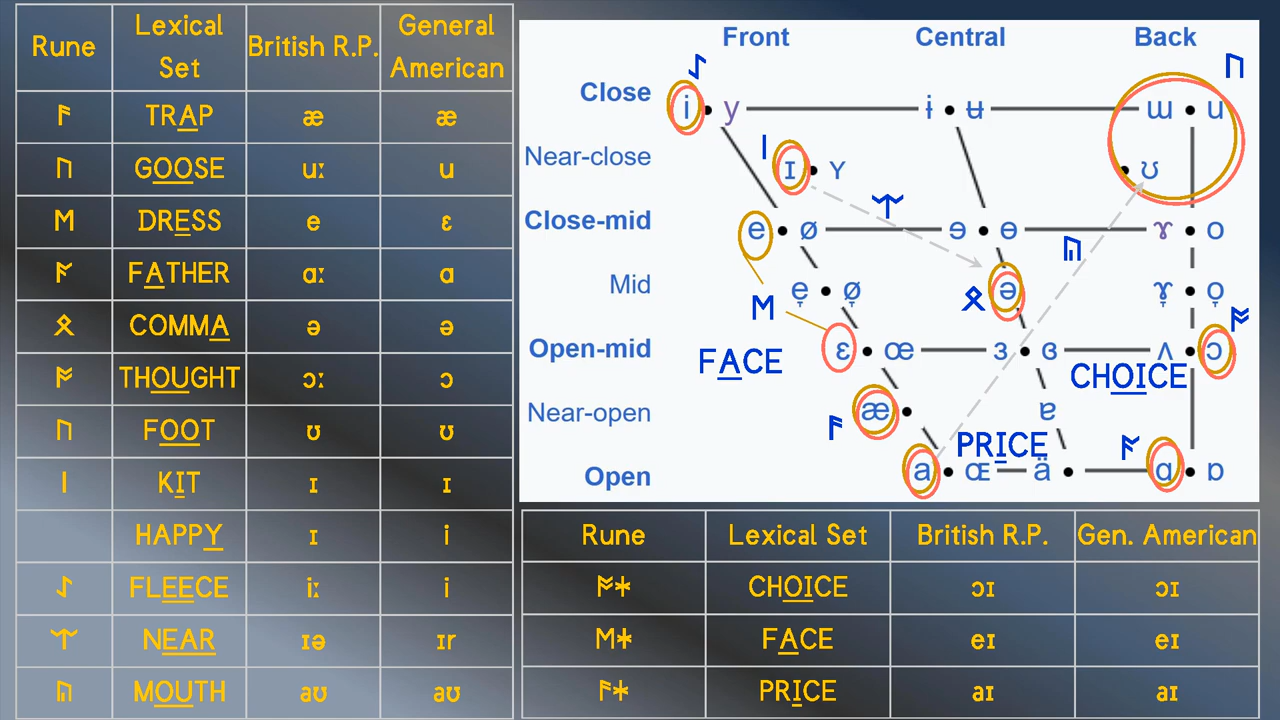 Rune Lexical Set British R.P. General American
ᚫ TRAP æ æ
ᚢ GOOSE uː u
ᛖ DRESS e ɛ
ᚪ FATHER ɑː ɑ
ᛟ COMMA ə ə
ᚩ THOUGHT ɔː ɔ
ᚢ FOOT ʊ ʊ
ᛁ KIT ɪ ɪ
HAPPY ɪ i
ᛇ FLEECE iː i
ᛠ NEAR ɪə ɪr
ᚣ MOUTH aʊ aʊ
Front Central Back
ᛇ ᚢ
Close i y ɨ ʉ ɯ u
ᛁ
Near-close ɪ ʏ ʊ
ᛠ
Close-mid e ø ɘ ɵ ɤ o
ᚣ
Mid e̞ ø̞ ə ɤ̞ o̞
ᛖ ᛟ ᚩ
Open-mid ɛ œ ɜ ɞ ʌ ɔ
FACE CHOICE
Near-open æ ɐ
ᚫ PRICE ᚪ
Open a ɶ ä ɑ ɒ
Rune Lexical Set British R.P. Gen. American
ᚩᛡ CHOICE ɔɪ ɔɪ
ᛖᛡ FACE eɪ eɪ
ᚫᛡ PRICE aɪ aɪ